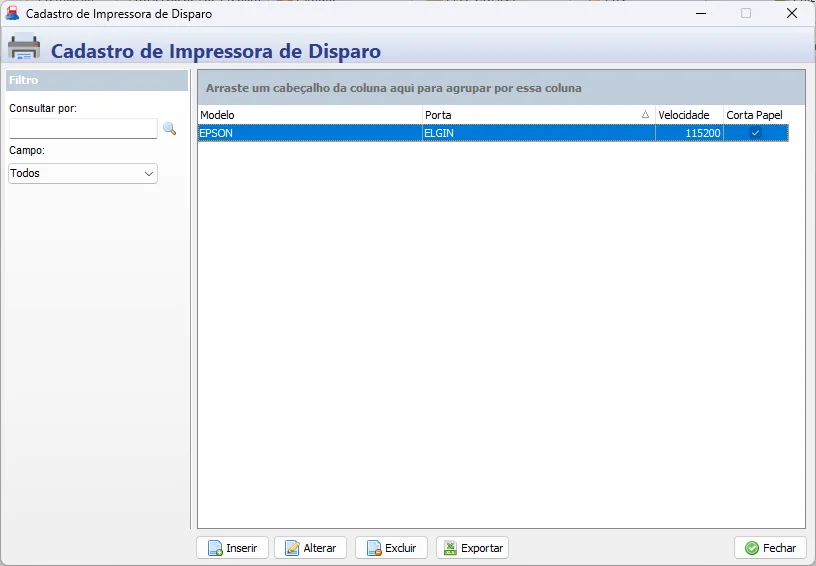 Cadastro de Impressora de Disparo
Cadastro de Impressora de Disparo
Filtro
Consultar por:
Campo:
Todos
Arraste um cabeçalho da coluna aqui para agrupar por essa coluna
Modelo Porta Velocidade Corta Papel
EPSON ELGIN 115200
Inserir Alterar Excluir Exportar Fechar